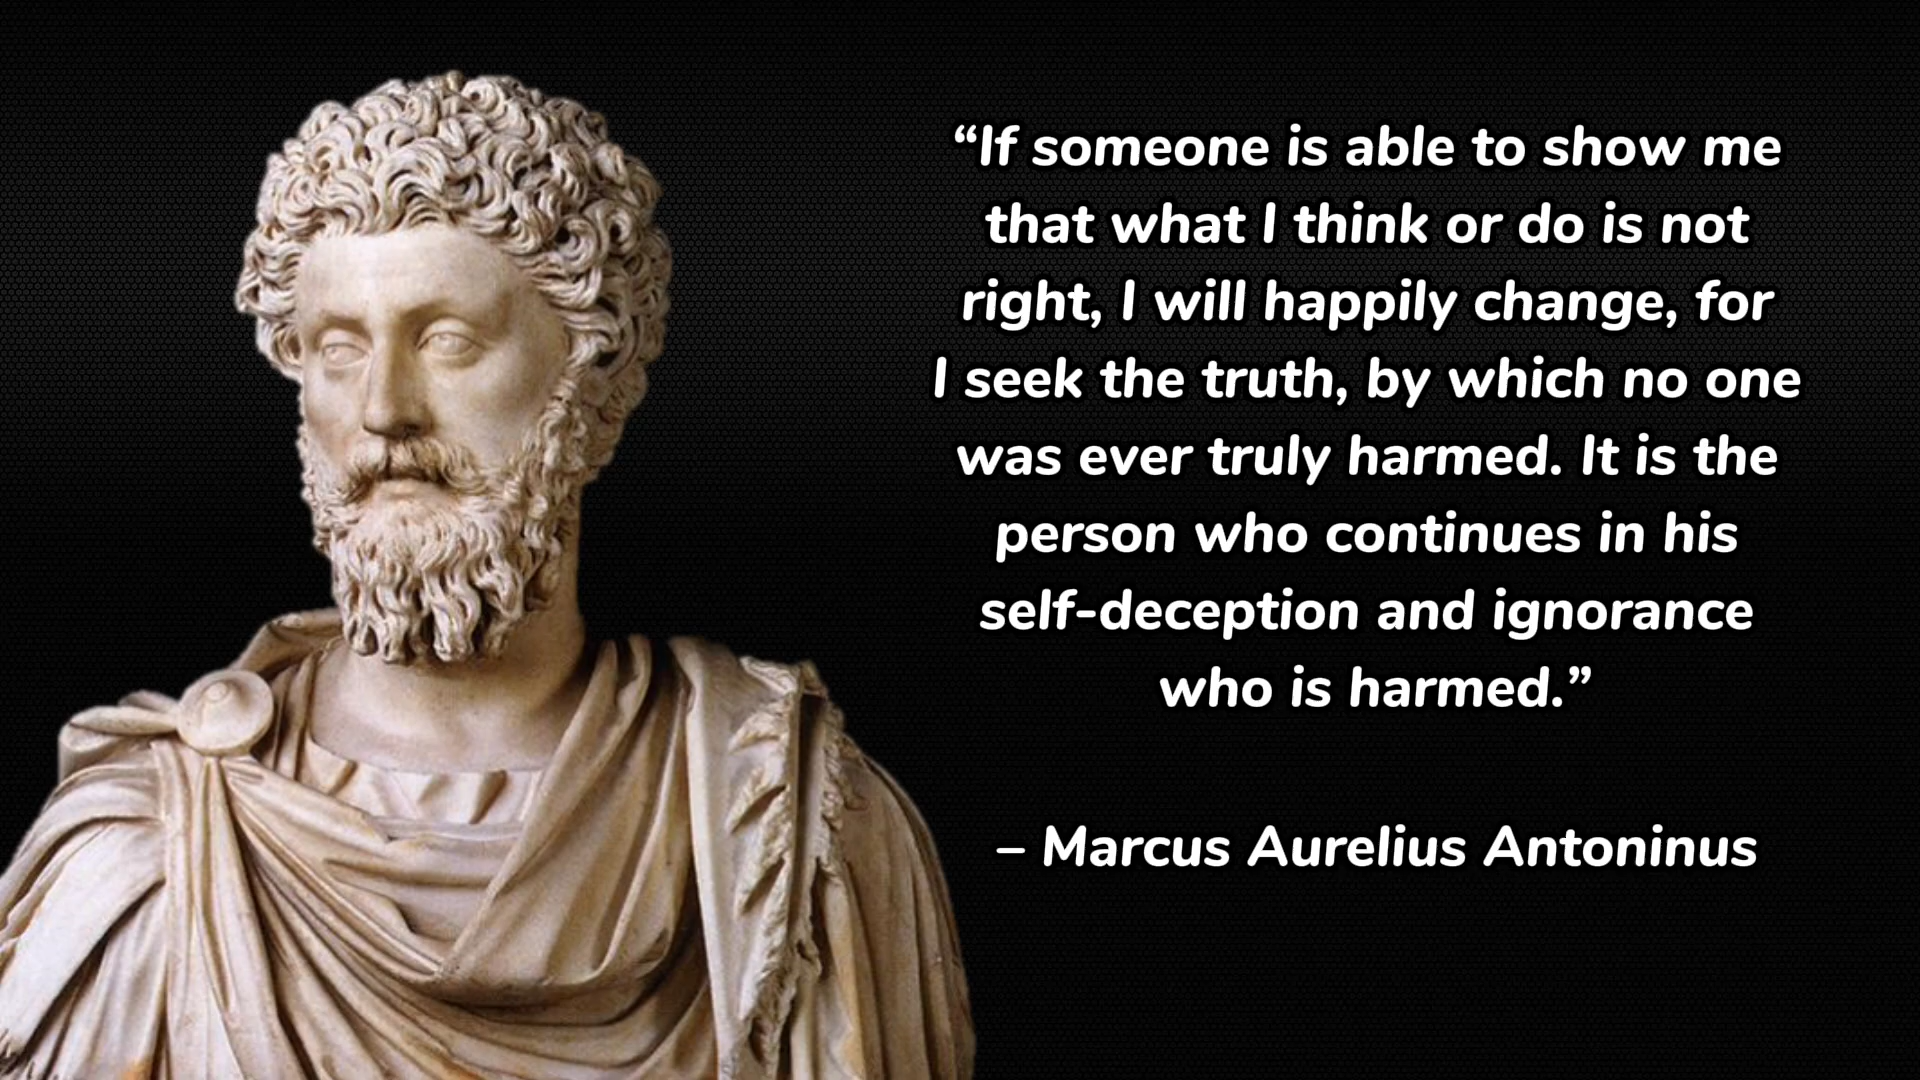 “If someone is able to show me
that what I think or do is not
right, I will happily change, for
I seek the truth, by which no one
was ever truly harmed. It is the
person who continues in his
self-deception and ignorance
who is harmed.”
– Marcus Aurelius Antoninus